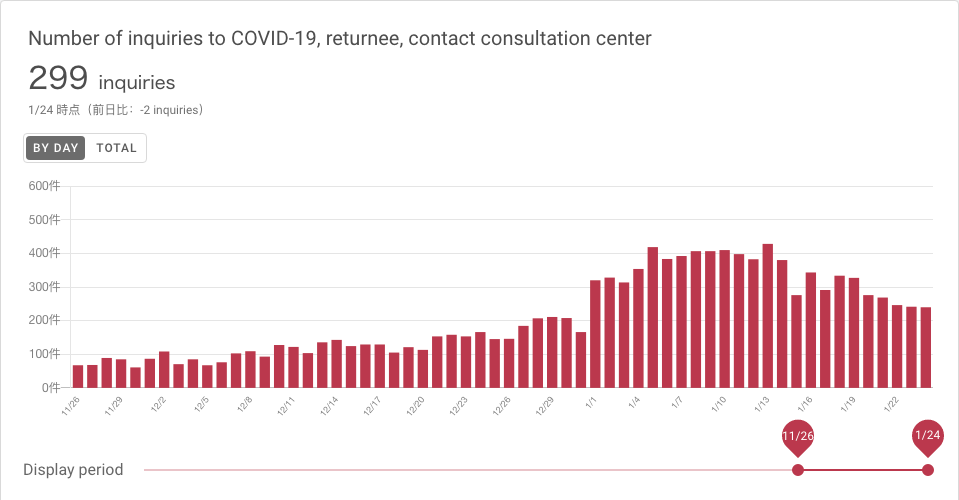 Number of inquiries to COVID-19, returnee, contact consultation center
299 inquiries
1/24 時点（前日比：-2 inquiries）
BY DAY TOTAL
600件
500件
400件
300件
200件
100件
0件
11/26 11/29 12/2 12/5 12/8 12/11 12/14 12/17 12/20 12/23 12/26 12/29 1/1 1/4 1/7 1/10 1/13 1/16 1/19 1/22
11/26 1/24
Display period